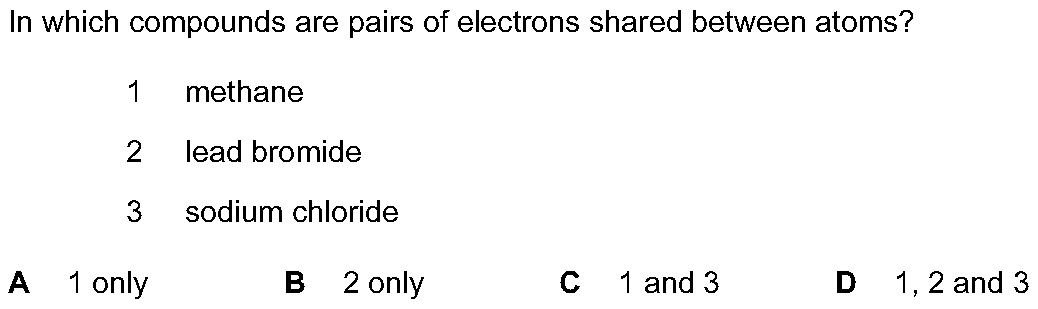 In which compounds are pairs of electrons shared between atoms?
1 methane
2 lead bromide
3 sodium chloride
A 1 only B 2 only C 1 and 3 D 1, 2 and 3